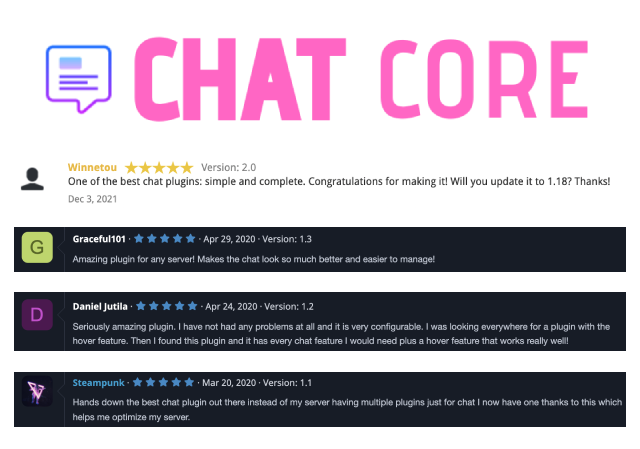 CHAT CORE
Winnetou ★★★★★ Version: 2.0
One of the best chat plugins: simple and complete. Congratulations for making it! Will you update it to 1.18? Thanks!
Dec 3, 2021
G
Graceful101 · ★★★★★ · Apr 29, 2020 · Version: 1.3
Amazing plugin for any server! Makes the chat look so much better and easier to manage!
D
Daniel Jutila · ★★★★★ · Apr 24, 2020 · Version: 1.2
Seriously amazing plugin. I have not had any problems at all and it is very configurable. I was looking everywhere for a plugin with the
hover feature. Then I found this plugin and it has every chat feature I would need plus a hover feature that works really well!
Steampunk · ★★★★★ · Mar 20, 2020 · Version: 1.1
Hands down the best chat plugin out there instead of my server having multiple plugins just for chat I now have one thanks to this which
helps me optimize my server.